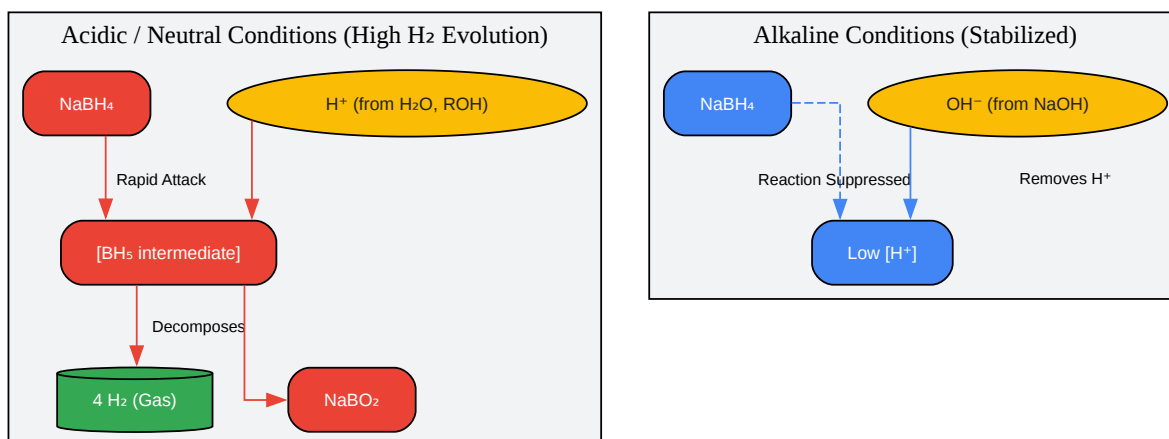 Acidic / Neutral Conditions (High H₂ Evolution)
NaBH₄
H⁺ (from H₂O, ROH)
Rapid Attack
[BH₅ intermediate]
Decomposes
4 H₂ (Gas)
NaBO₂
Alkaline Conditions (Stabilized)
NaBH₄
OH⁻ (from NaOH)
Reaction Suppressed
Removes H⁺
Low [H⁺]